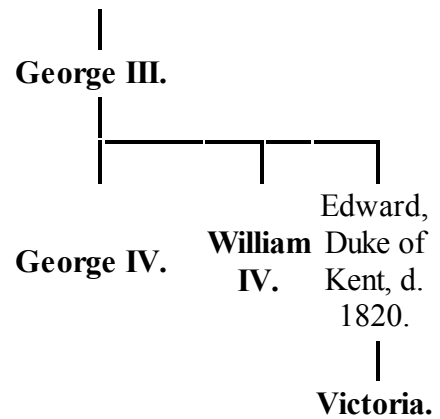 George III.
George IV.
William
IV.
Edward,
Duke of
Kent, d.
1820.
Victoria.